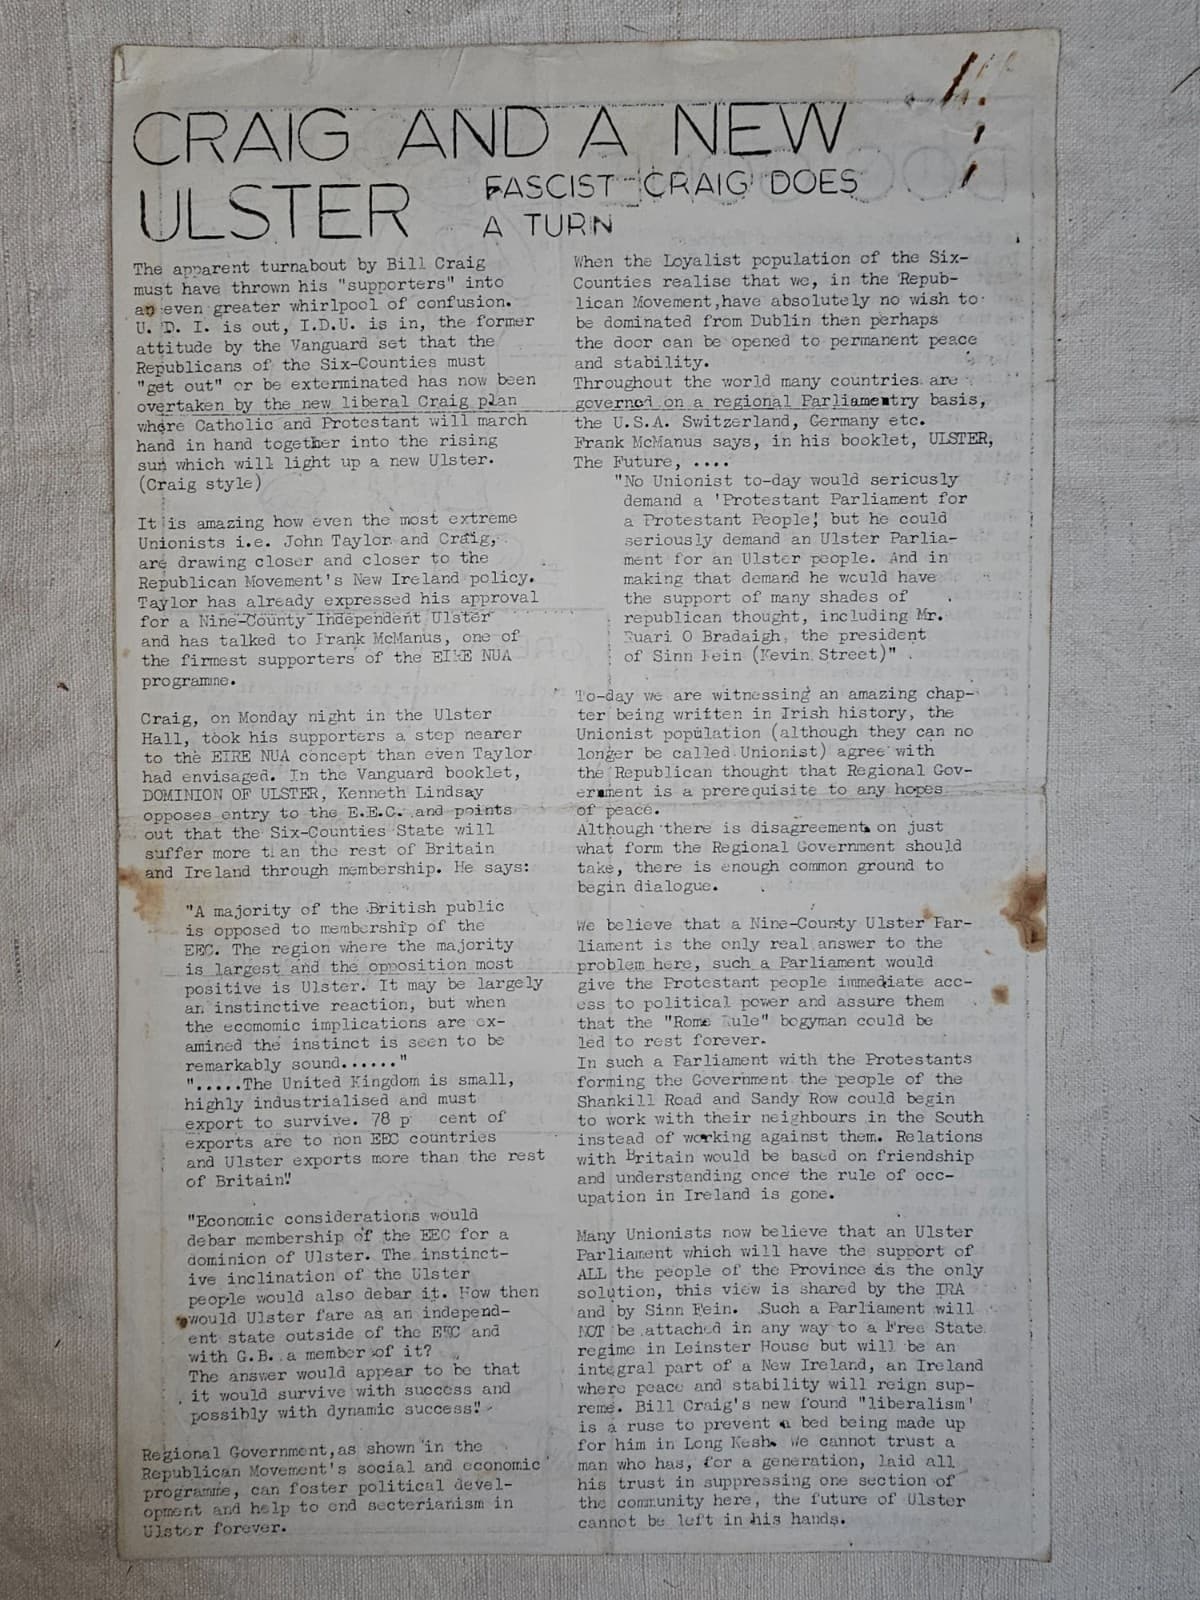 CRAIG AND A NEW
ULSTER
FASCIST CRAIG DOES
A TURN
The apparent turnabout by Bill Craig
must have thrown his "supporters" into
an even greater whirlpool of confusion.
U. D. I. is out, I.D.U. is in, the former
attitude by the Vanguard set that the
Republicans of the Six-Counties must
"get out" or be exterminated has now been
overtaken by the new liberal Craig plan
where Catholic and Protestant will march
hand in hand together into the rising
sun which will light up a new Ulster.
(Craig style)
It is amazing how even the most extreme
Unionists i.e. John Taylor and Craig,
are drawing closer and closer to the
Republican Movement's New Ireland policy.
Taylor has already expressed his approval
for a Nine-County Independent Ulster
and has talked to Frank McManus, one of
the firmest supporters of the EIRE NUA
programme.
Craig, on Monday night in the Ulster
Hall, took his supporters a step nearer
to the EIRE NUA concept than even Taylor
had envisaged. In the Vanguard booklet,
DOMINION OF ULSTER, Kenneth Lindsay
opposes entry to the E.E.C. and points
out that the Six-Counties State will
suffer more than the rest of Britain
and Ireland through membership. He says:
"A majority of the British public
is opposed to membership of the
EEC. The region where the majority
is largest and the opposition most
positive is Ulster. It may be largely
an instinctive reaction, but when
the ecomomic implications are ex-
amined the instinct is seen to be
remarkably sound......"
".....The United Kingdom is small,
highly industrialised and must
export to survive. 78 p cent of
exports are to non EEC countries
and Ulster exports more than the rest
of Britain."
"Economic considerations would
debar membership of the EEC for a
dominion of Ulster. The instinct-
ive inclination of the Ulster
people would also debar it. How then
would Ulster fare as an independ-
ent state outside of the EEC and
with G.B. a member of it?
The answer would appear to be that
it would survive with success and
possibly with dynamic success."
Regional Government, as shown in the
Republican Movement's social and economic
programme, can foster political devel-
opment and help to end secterianism in
Ulster forever.
When the Loyalist population of the Six-
Counties realise that we, in the Repub-
lican Movement, have absolutely no wish to
be dominated from Dublin then perhaps
the door can be opened to permanent peace
and stability.
Throughout the world many countries are
governed on a regional Parliamentry basis,
the U.S.A. Switzerland, Germany etc.
Frank McManus says, in his booklet, ULSTER,
The Future, ....
"No Unionist to-day would seriously
demand a 'Protestant Parliament for
a Protestant People', but he could
seriously demand an Ulster Parlia-
ment for an Ulster people. And in
making that demand he would have
the support of many shades of
republican thought, including Mr.
Ruari O Bradaigh, the president
of Sinn Fein (Kevin Street)" .
To-day we are witnessing an amazing chap-
ter being written in Irish history, the
Unionist population (although they can no
longer be called Unionist) agree with
the Republican thought that Regional Gov-
ernment is a prerequisite to any hopes
of peace.
Although there is disagreement on just
what form the Regional Government should
take, there is enough common ground to
begin dialogue.
We believe that a Nine-County Ulster Par-
liament is the only real answer to the
problem here, such a Parliament would
give the Protestant people immediate acc-
ess to political power and assure them
that the "Rome Rule" bogyman could be
led to rest forever.
In such a Parliament with the Protestants
forming the Government the people of the
Shankill Road and Sandy Row could begin
to work with their neighbours in the South
instead of working against them. Relations
with Britain would be based on friendship
and understanding once the rule of occ-
upation in Ireland is gone.
Many Unionists now believe that an Ulster
Parliament which will have the support of
ALL the people of the Province is the only
solution, this view is shared by the IRA
and by Sinn Fein. Such a Parliament will
NOT be attached in any way to a Free State
regime in Leinster House but will be an
integral part of a New Ireland, an Ireland
where peace and stability will reign sup-
reme. Bill Craig's new found "liberalism'
is a ruse to prevent a bed being made up
for him in Long Kesh. We cannot trust a
man who has, for a generation, laid all
his trust in suppressing one section of
the community here, the future of Ulster
cannot be left in his hands.